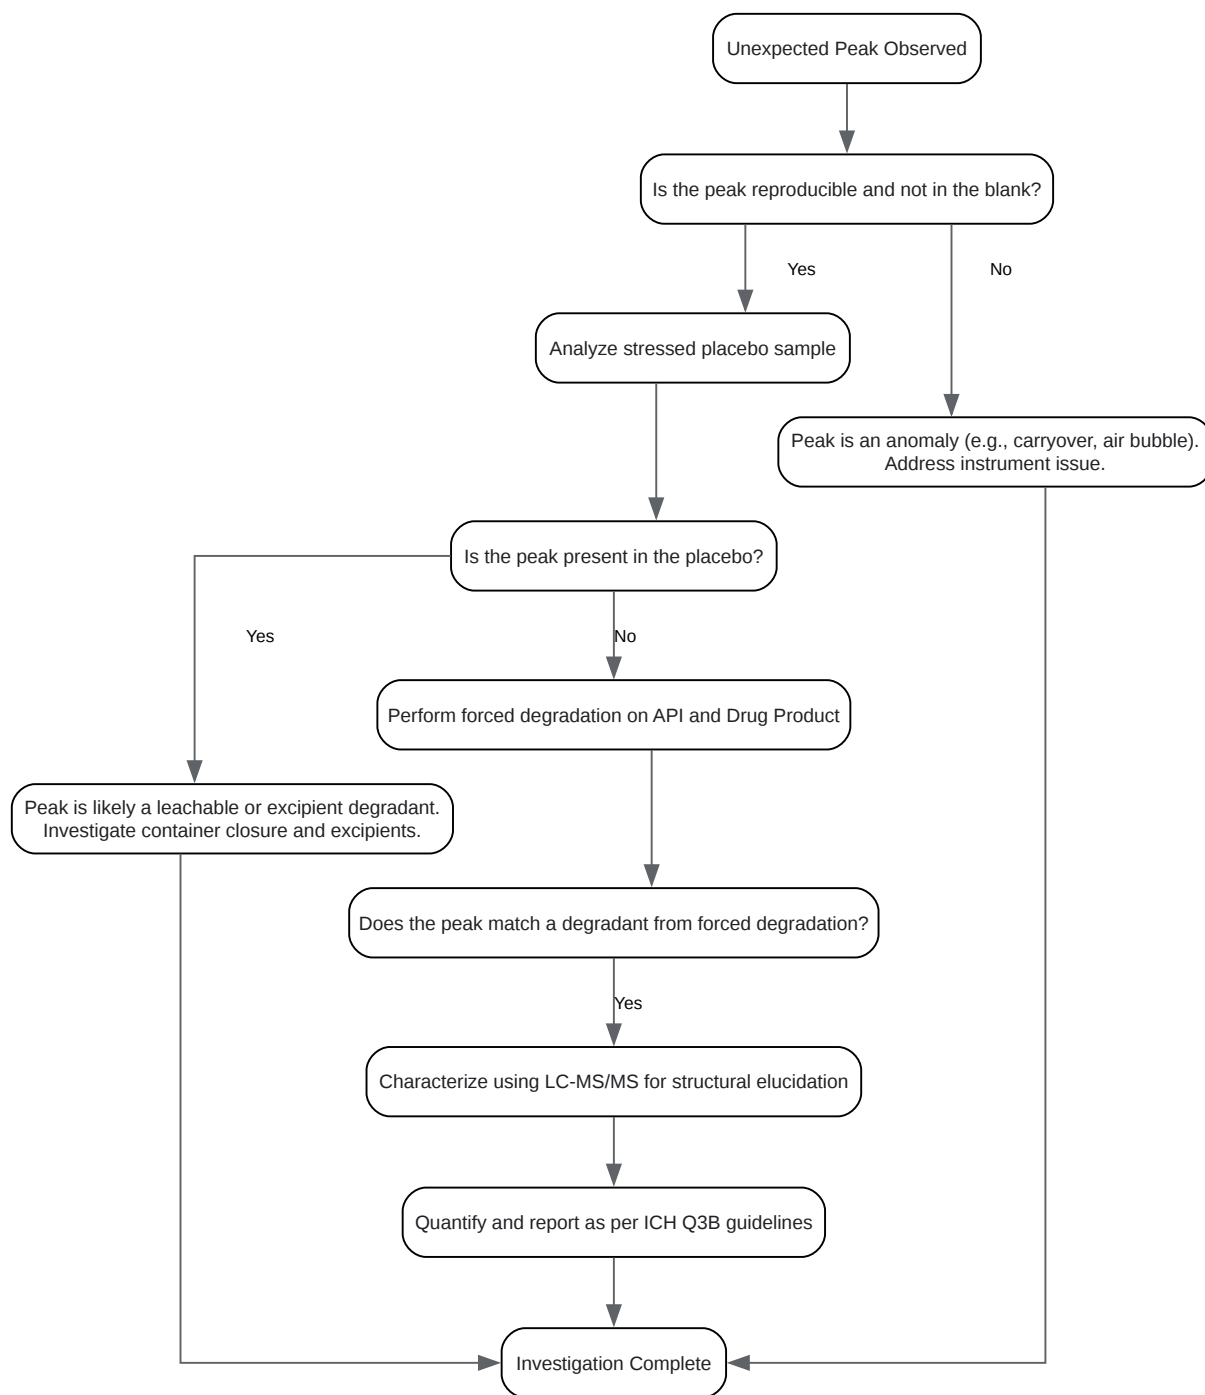 Unexpected Peak Observed
Is the peak reproducible and not in the blank?
Yes
No
Analyze stressed placebo sample
Peak is an anomaly (e.g., carryover, air bubble).
Address instrument issue.
Is the peak present in the placebo?
Yes
No
Perform forced degradation on API and Drug Product
Peak is likely a leachable or excipient degradant.
Investigate container closure and excipients.
Does the peak match a degradant from forced degradation?
Yes
Characterize using LC-MS/MS for structural elucidation
Quantify and report as per ICH Q3B guidelines
Investigation Complete